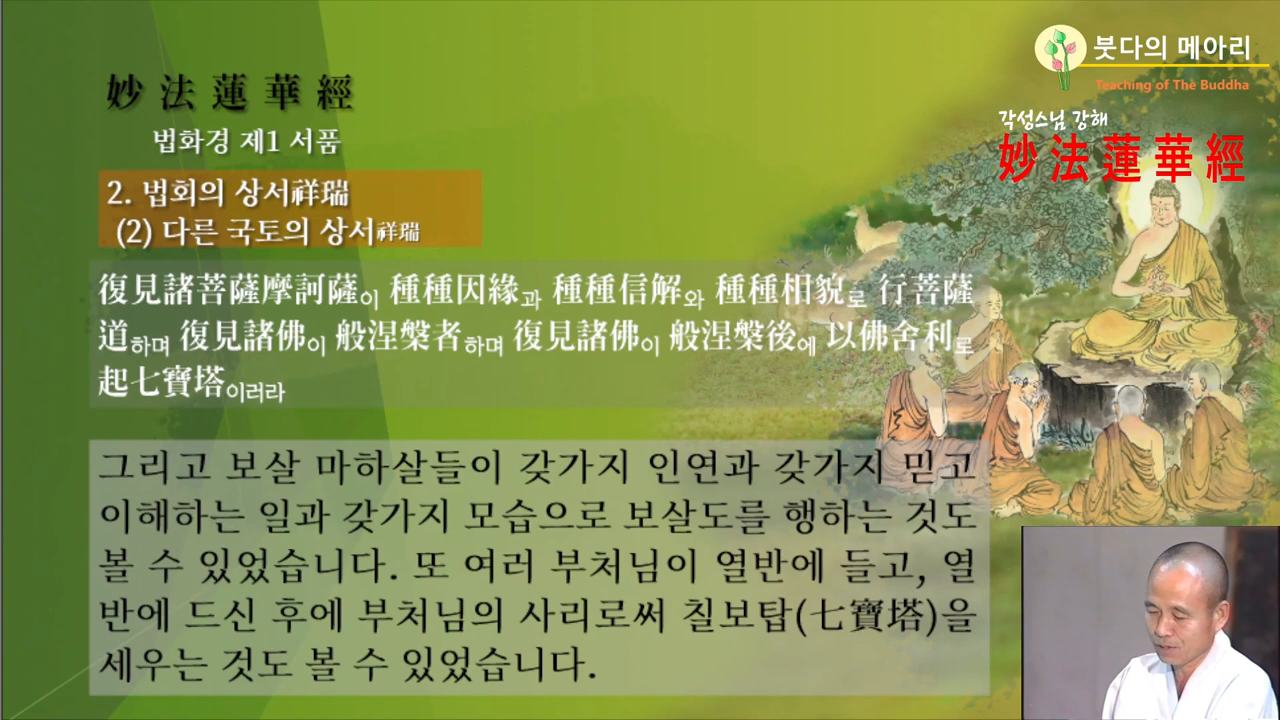 妙法蓮華經
법화경 제1 서품
2. 법회의 상서祥瑞
(2) 다른 국토의 상서祥瑞
復見諸菩薩摩訶薩이 種種因緣과 種種信解와 種種相貌로 行菩薩
道하며 復見諸佛이 般涅槃者하며 復見諸佛이 般涅槃後에 以佛舍利로
起七寶塔이러라
그리고 보살 마하살들이 갖가지 인연과 갖가지 믿고
이해하는 일과 갖가지 모습으로 보살도를 행하는 것도
볼 수 있었습니다. 또 여러 부처님이 열반에 들고, 열
반에 드신 후에 부처님의 사리로써 칠보탑(七寶塔)을
세우는 것도 볼 수 있었습니다.
붓다의 메아리
Teaching of The Buddha
각성스님 강해
妙法蓮華經